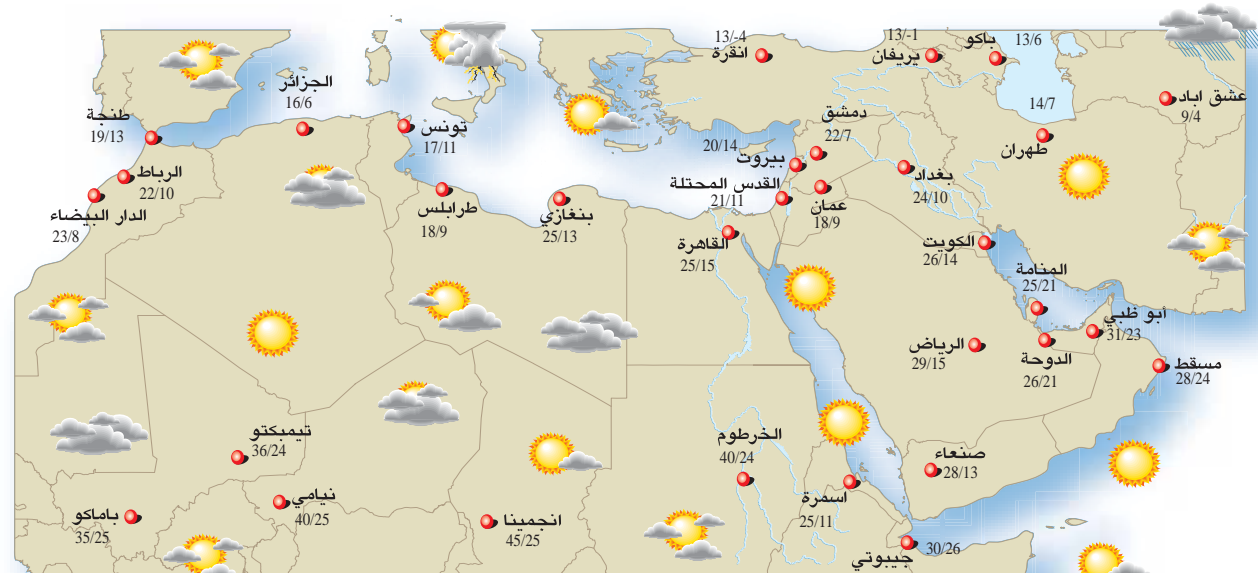 انقرة
13/-4
يريفان
13/-1
باكو
13/6
14/7
عشق اباد
9/4
طهران
الجزائر
16/6
طنجة
19/13
الرباط
22/10
الدار البيضاء
23/8
تونس
17/11
طرابلس
18/9
بنغازي
25/13
20/14
دمشق
22/7
بيروت
القدس المحتلة
21/11
عمان
18/9
بغداد
24/10
القاهرة
25/15
الكويت
26/14
المنامة
25/21
أبو ظبي
31/23
الدوحة
26/21
الرياض
29/15
مسقط
28/24
تيمبكتو
36/24
الخرطوم
40/24
صنعاء
28/13
اسمرة
25/11
نيامي
40/25
باماكو
35/25
انجمينا
45/25
جيبوتي
30/26